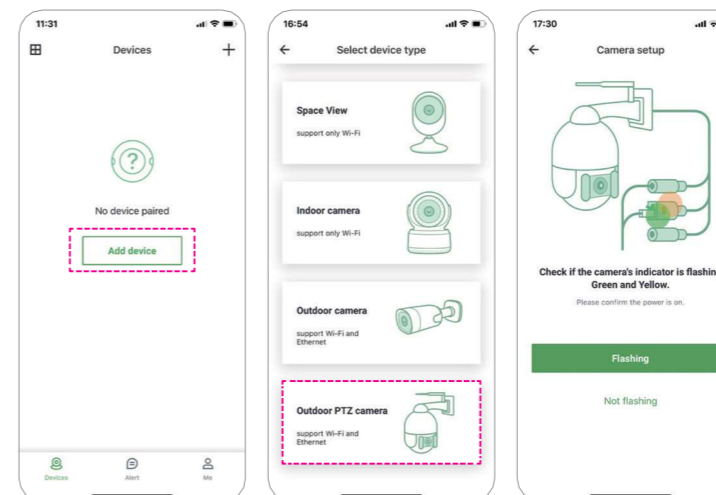 11:31
Devices
No device paired
Add device
Devices
Alert
Me
16:54
Select device type
Space View
support only Wi-Fi
Indoor camera
support only Wi-Fi
Outdoor camera
support Wi-Fi and
Ethernet
Outdoor PTZ camera
support Wi-Fi and
Ethernet
17:30
Camera setup
Check if the camera's indicator is flashin
Green and Yellow.
Please confirm the power is on.
Flashing
Not flashing